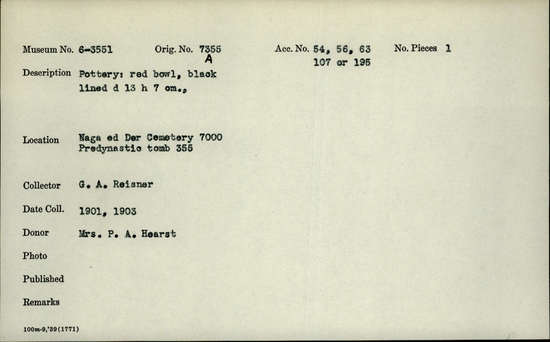 Museum No. 6-3551 Orig. No. 7355 Acc. No. 54, 56, 63 No. Pieces 1
A 107 or 195
Description Pottery: red bowl, black
lined d 13 h 7 cm.,
Location Naga ed Der Cemetery 7000
Predynastic tomb 355
Collector G. A. Reisner
Date Coll. 1901, 1903
Donor Mrs. P. A. Hearst
Photo
Published
Remarks
100m-9,'39(1771)